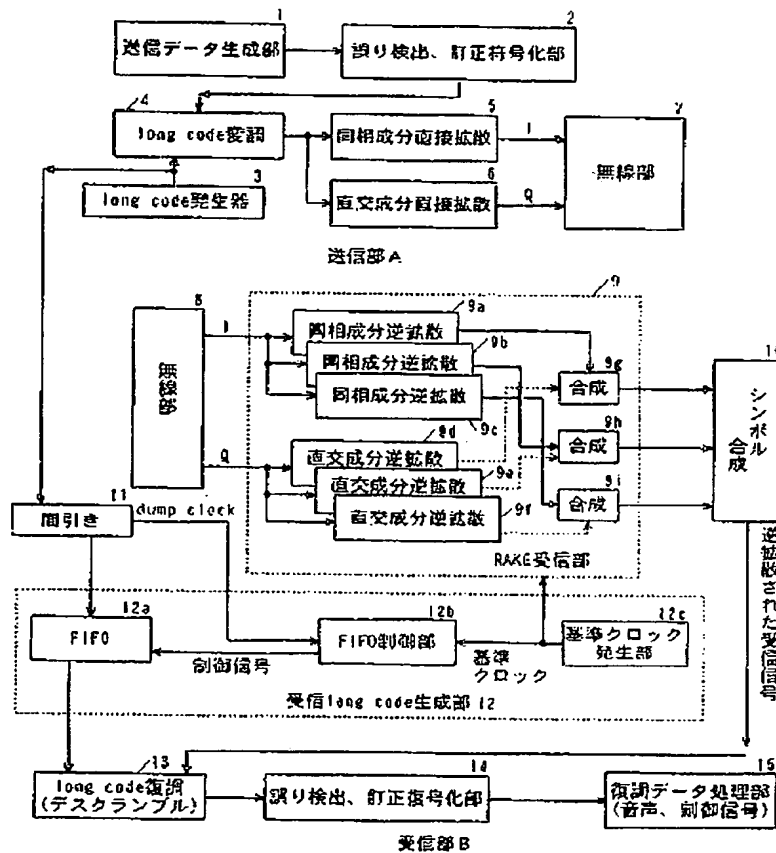 1
送信データ生成部
2
誤り検出、訂正符号化部
4
long code変調
5
同相成分直接拡散
I
7
無線部
6
直交成分直接拡散
Q
3
long code発生器
送信部A
8
無線部
I
Q
9
9a
同相成分逆拡散
9b
同相成分逆拡散
同相成分逆拡散
9c
9d
直交成分逆拡散
9e
直交成分逆拡散
9f
直交成分逆拡散
9g
合成
9h
合成
9i
合成
RAKE受信部
シンボル
合成
逆拡散された受信信号
11
間引き
dump clock
12a
FIFO
制御信号
12b
FIFO制御部
基準
クロック
12c
基準クロック
発生部
受信long code生成部12
13
long code復調
(デスクランブル)
14
誤り検出、訂正復号化部
15
復調データ処理部
(音声、制御信号)
受信部B